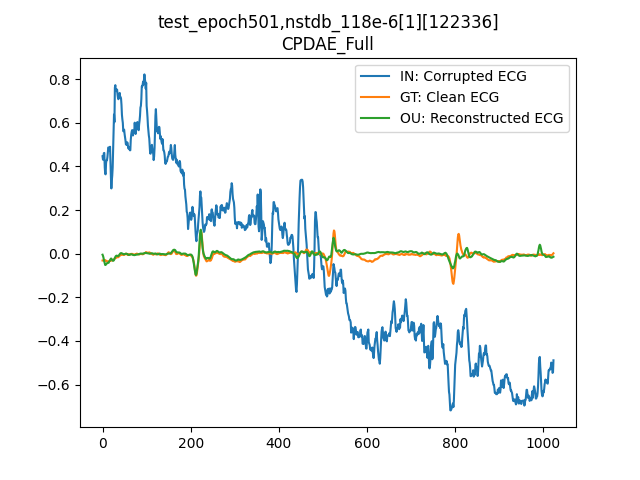 test_epoch501,nstdb_118e-6[1][122336]
CPDAE_Full
IN: Corrupted ECG
GT: Clean ECG
OU: Reconstructed ECG
0.8
0.6
0.4
0.2
0.0
−0.2
−0.4
−0.6
0 200 400 600 800 1000